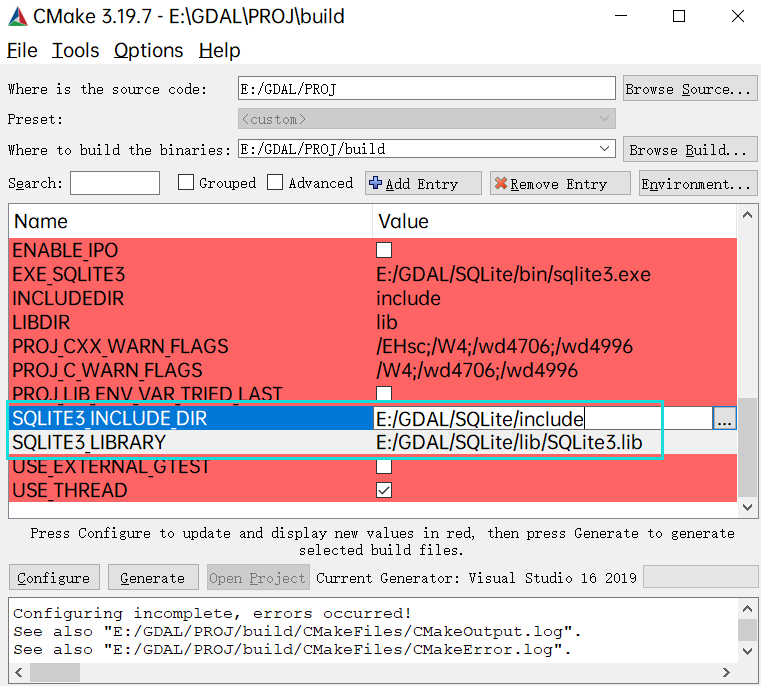 CMake 3.19.7 - E:\GDAL\PROJ\build
File Tools Options Help
Where is the source code: E:/GDAL/PROJ Browse Source...
Preset: <custom>
Where to build the binaries: E:/GDAL/PROJ/build Browse Build...
Search: Grouped Advanced Add Entry Remove Entry Environment...
Name Value
ENABLE_IPO
EXE_SQLITE3 E:/GDAL/SQLite/bin/sqlite3.exe
INCLUDEDIR include
LIBDIR lib
PROJ_CXX_WARN_FLAGS /EHsc;/W4;/wd4706;/wd4996
PROJ_C_WARN_FLAGS /W4;/wd4706;/wd4996
PROJ_LIB_ENV_VAR_TRIED_LAST
SQLITE3_INCLUDE_DIR E:/GDAL/SQLite/include ...
SQLITE3_LIBRARY E:/GDAL/SQLite/lib/SQLite3.lib
USE_EXTERNAL_GTEST
USE_THREAD
Press Configure to update and display new values in red, then press Generate to generate
selected build files.
Configure Generate Open Project Current Generator: Visual Studio 16 2019
Configuring incomplete, errors occurred!
See also "E:/GDAL/PROJ/build/CMakeFiles/CMakeOutput.log".
See also "E:/GDAL/PROJ/build/CMakeFiles/CMakeError.log".